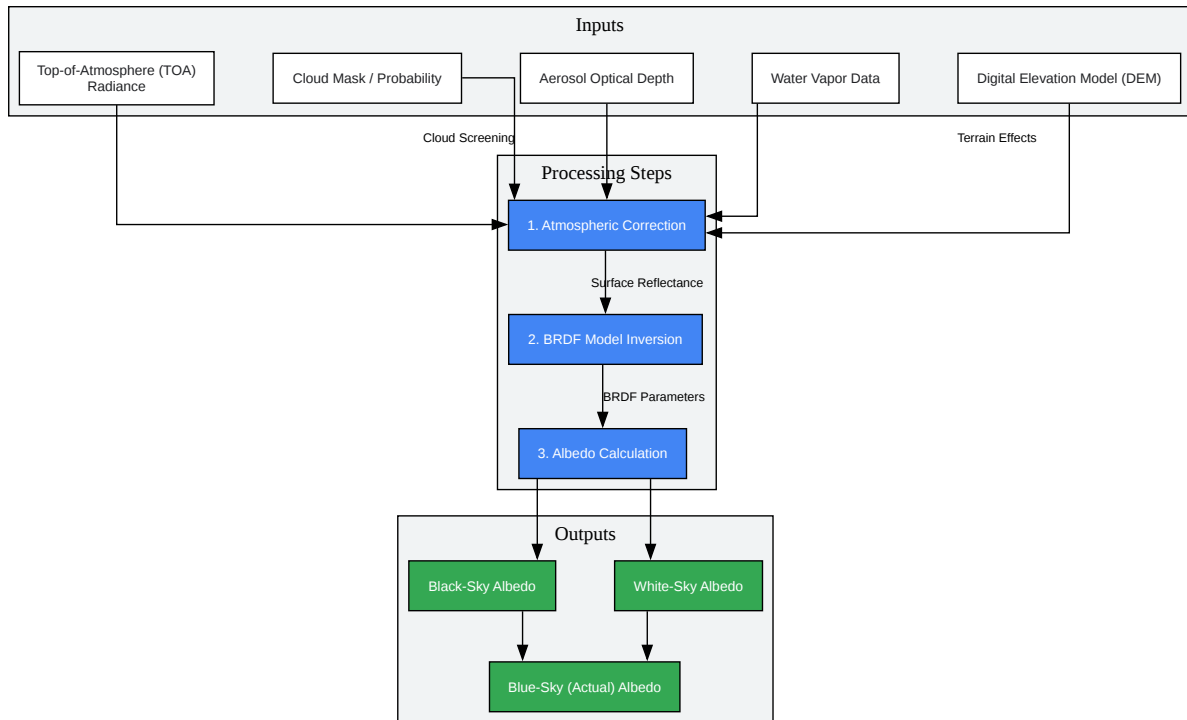 Inputs
Top-of-Atmosphere (TOA)
Radiance
Cloud Mask / Probability
Aerosol Optical Depth
Water Vapor Data
Digital Elevation Model (DEM)
Cloud Screening
Terrain Effects
Processing Steps
1. Atmospheric Correction
Surface Reflectance
2. BRDF Model Inversion
BRDF Parameters
3. Albedo Calculation
Outputs
Black-Sky Albedo
White-Sky Albedo
Blue-Sky (Actual) Albedo